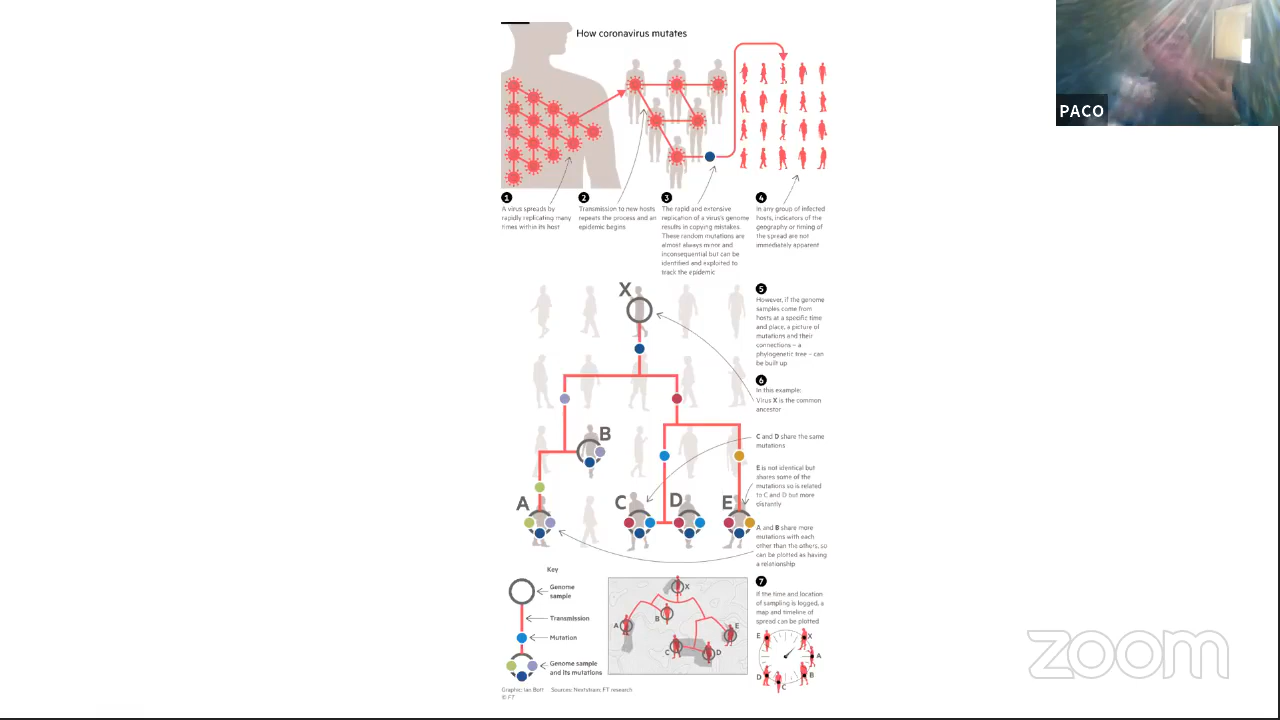 How coronavirus mutates
PACO
1
A virus spreads by
rapidly replicating many
times within its host
2
Transmission to new hosts
repeats the process and an
epidemic begins
3
The rapid and extensive
replication of a virus's genome
results in copying mistakes.
These random mutations are
almost always minor and
inconsequential but can be
identified and exploited to
track the epidemic
4
In any group of infected
hosts, indicators of the
geography or timing of
the spread are not
immediately apparent
5
However, if the genome
samples come from
hosts at a specific time
and place, a picture of
mutations and their
connections – a
phylogenetic tree – can
be built up
6
In this example:
Virus X is the common
ancestor
C and D share the same
mutations
E is not identical but
shares some of the
mutations so is related
to C and D but more
distantly
A and B share more
mutations with each
other than the others, so
can be plotted as having
a relationship
X
B
A
C
D
E
Key
Genome
sample
Transmission
Mutation
Genome sample
and its mutations
X
A
B
E
C
D
7
If the time and location
of sampling is logged, a
map and timeline of
spread can be plotted
E
X
A
D
B
C
Graphic: Ian Bott Sources: Nextstrain; FT research
© FT
zoom